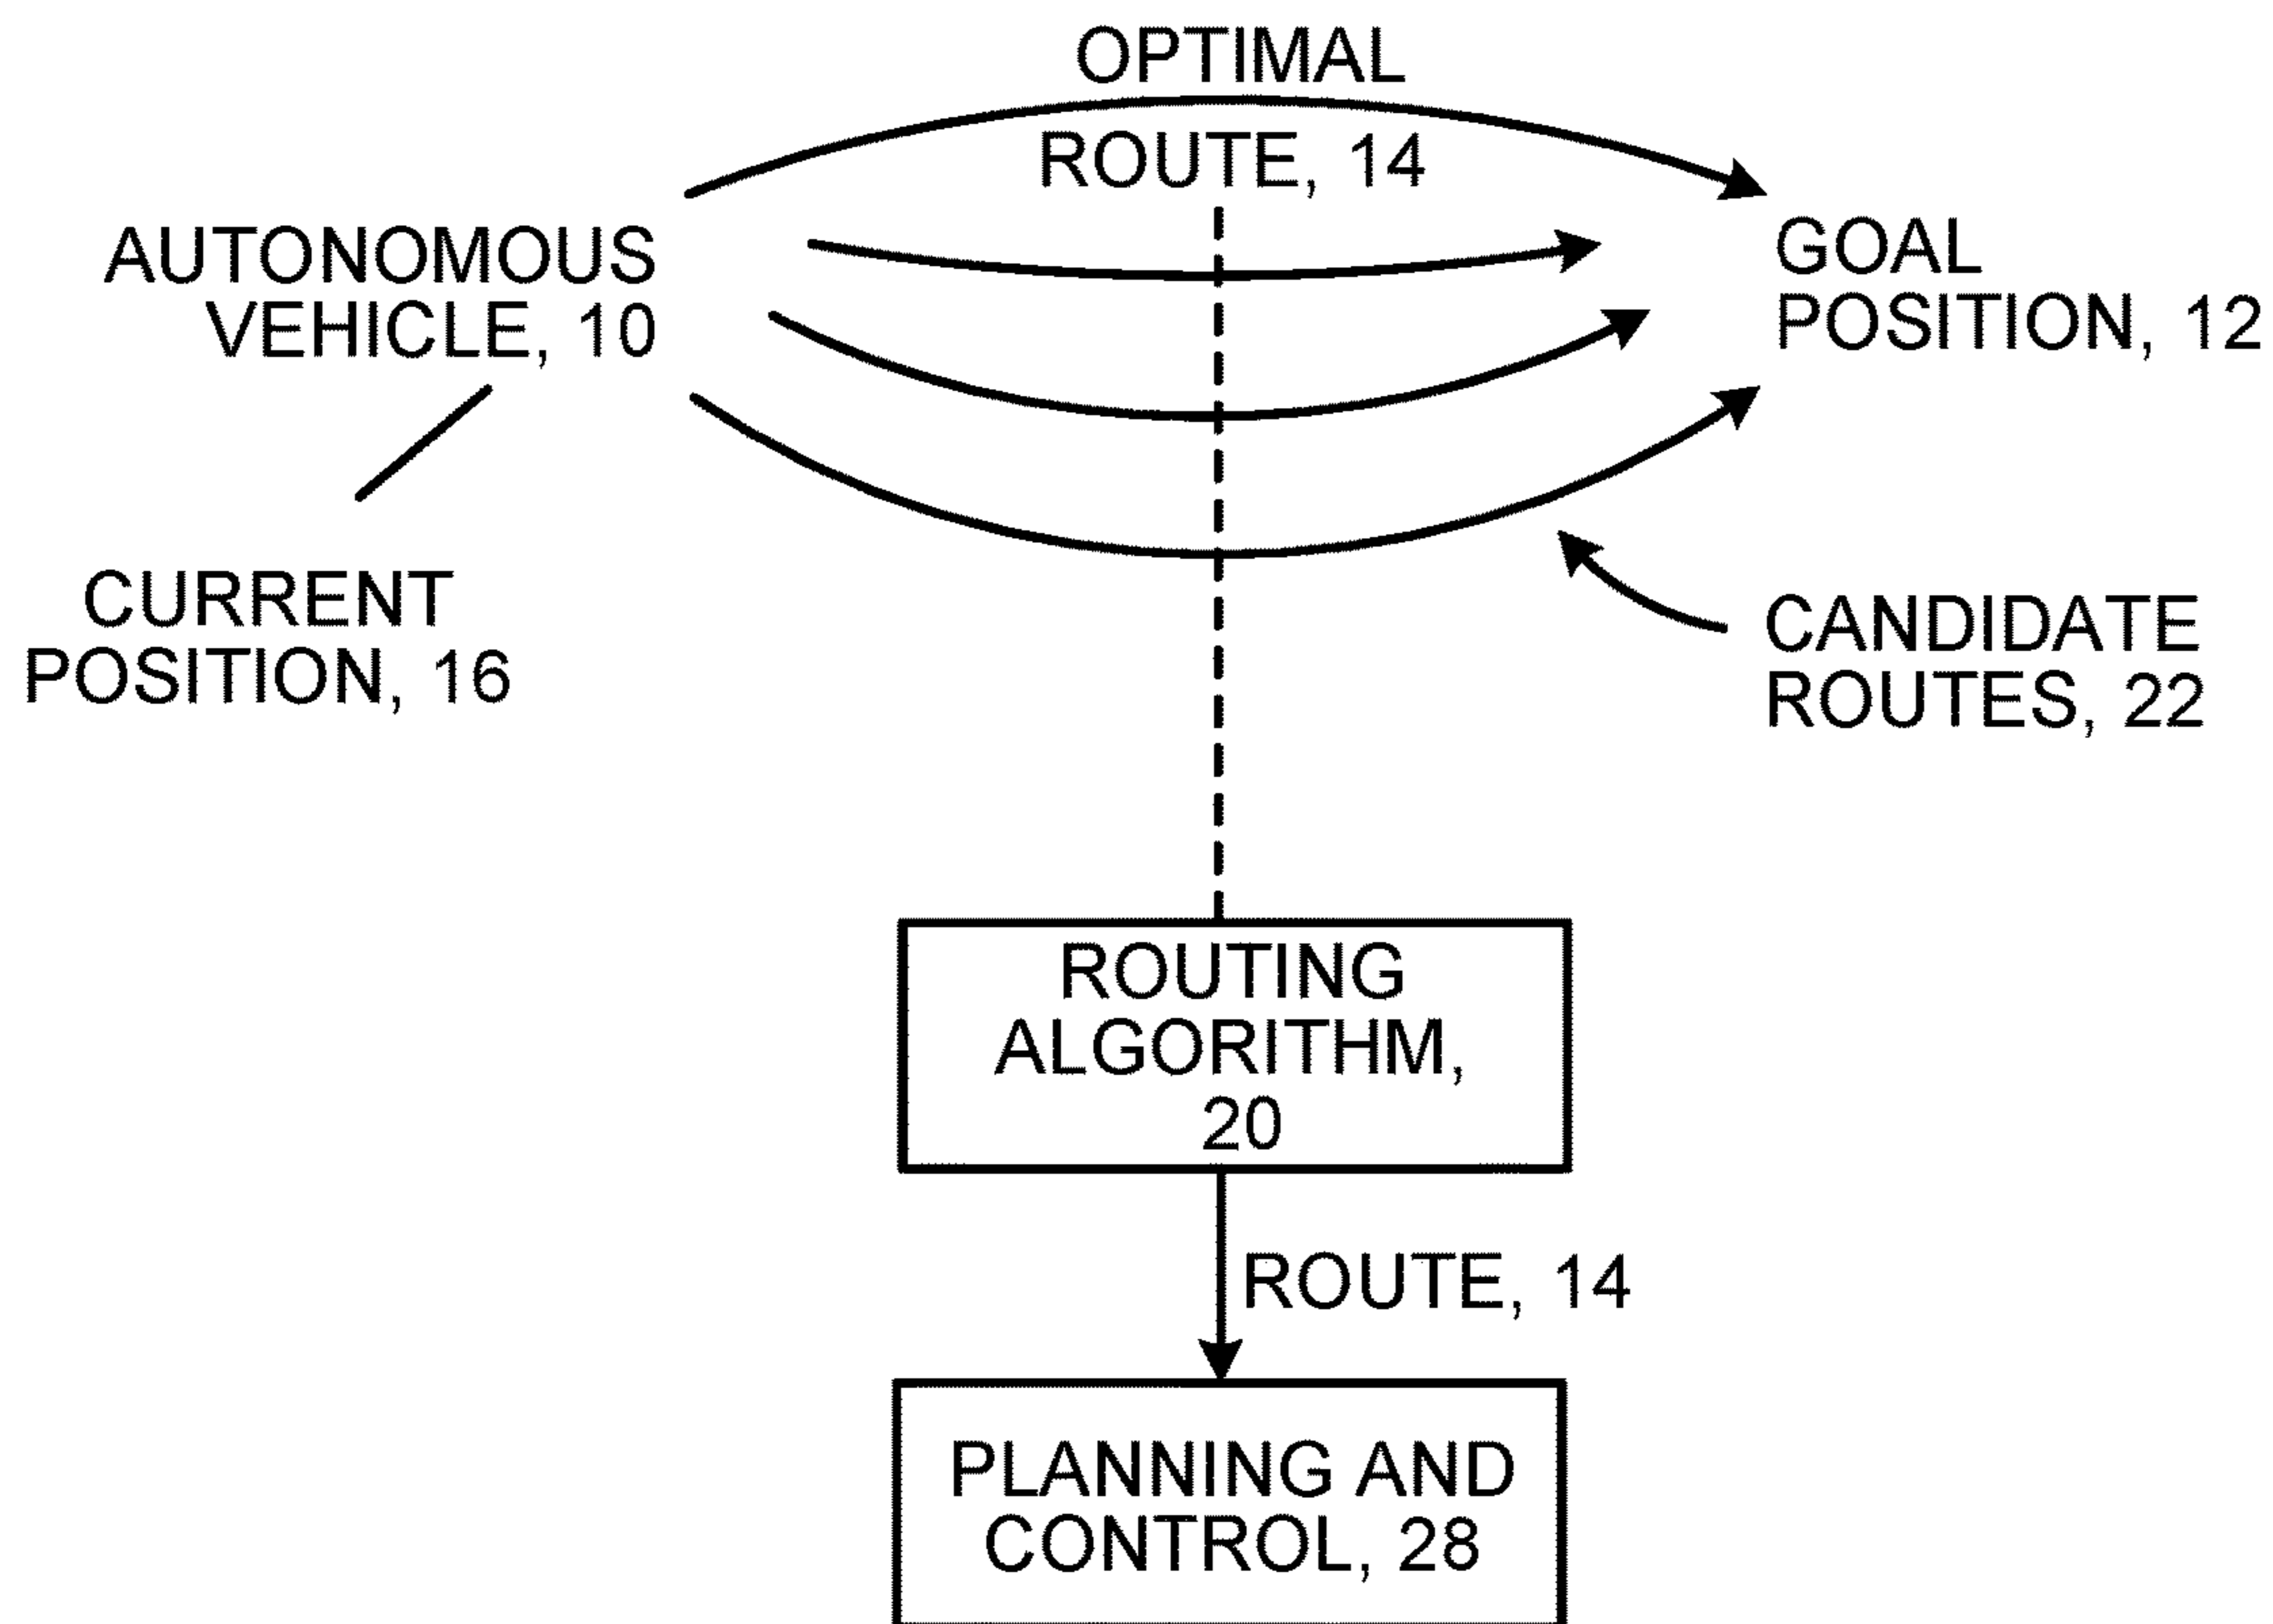 OPTIMAL
ROUTE, 14
AUTONOMOUS
VEHICLE, 10
GOAL
POSITION, 12
CURRENT
POSITION, 16
CANDIDATE
ROUTES, 22
ROUTING
ALGORITHM,
20
ROUTE, 14
PLANNING AND
CONTROL, 28